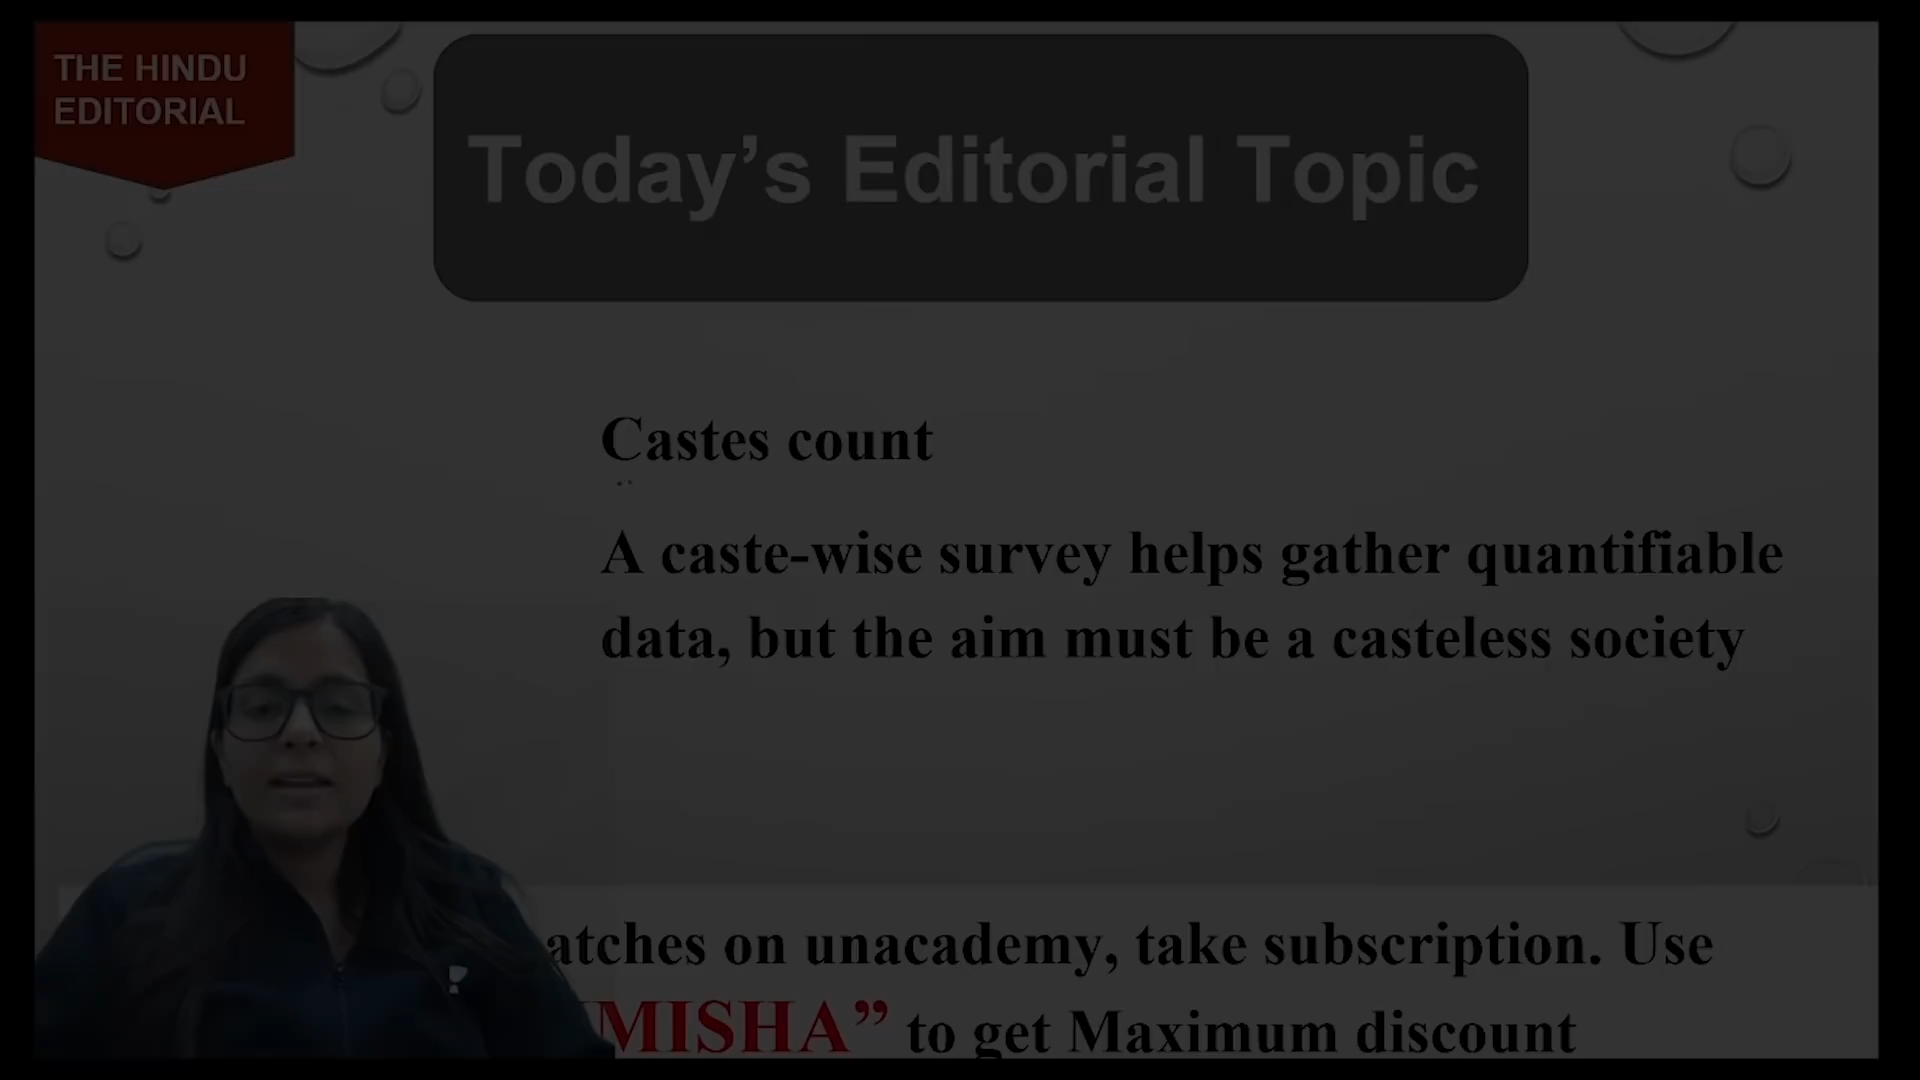 THE HINDU
EDITORIAL
Today’s Editorial Topic
Castes count
A caste-wise survey helps gather quantifiable
data, but the aim must be a casteless society
atches on unacademy, take subscription. Use
MISHA” to get Maximum discount